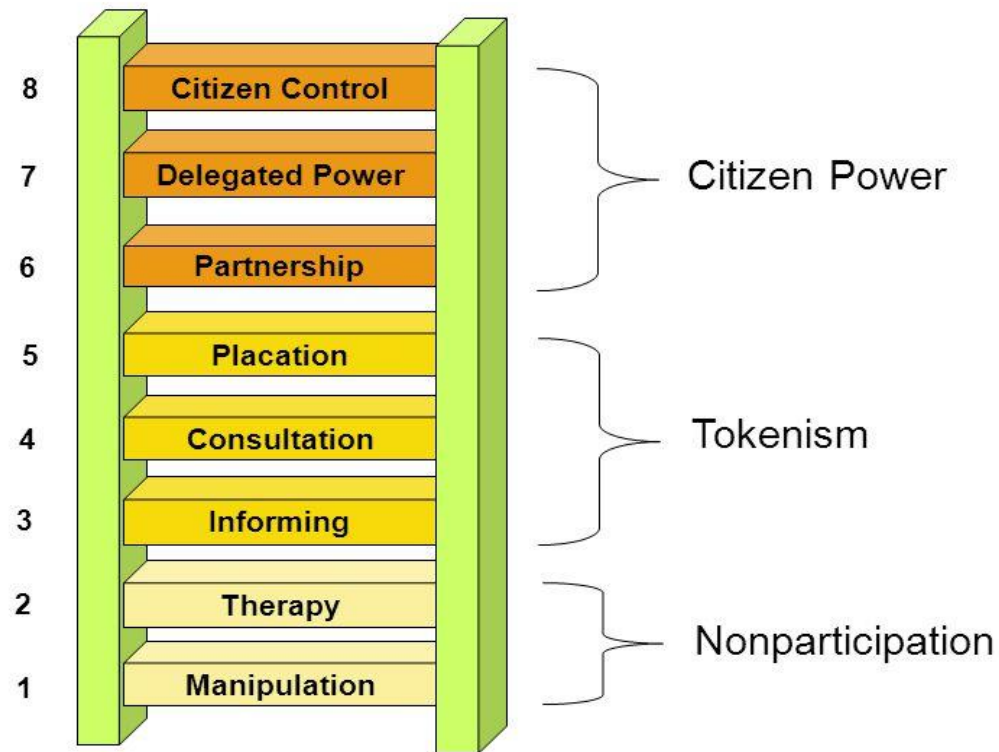 8 Citizen Control
7 Delegated Power
6 Partnership
Citizen Power
5 Placation
4 Consultation
3 Informing
Tokenism
2 Therapy
1 Manipulation
Nonparticipation